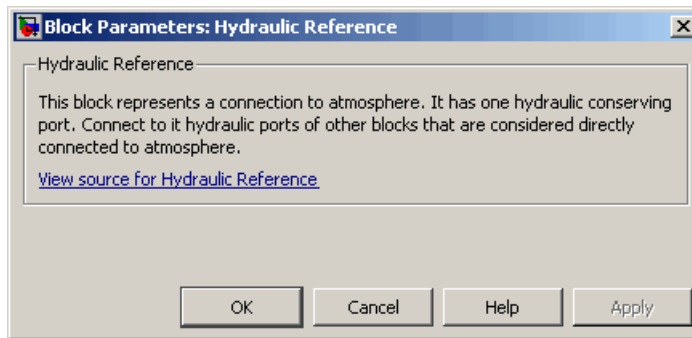 Block Parameters: Hydraulic Reference
Hydraulic Reference
This block represents a connection to atmosphere. It has one hydraulic conserving
port. Connect to it hydraulic ports of other blocks that are considered directly
connected to atmosphere.
View source for Hydraulic Reference
OK Cancel Help Apply